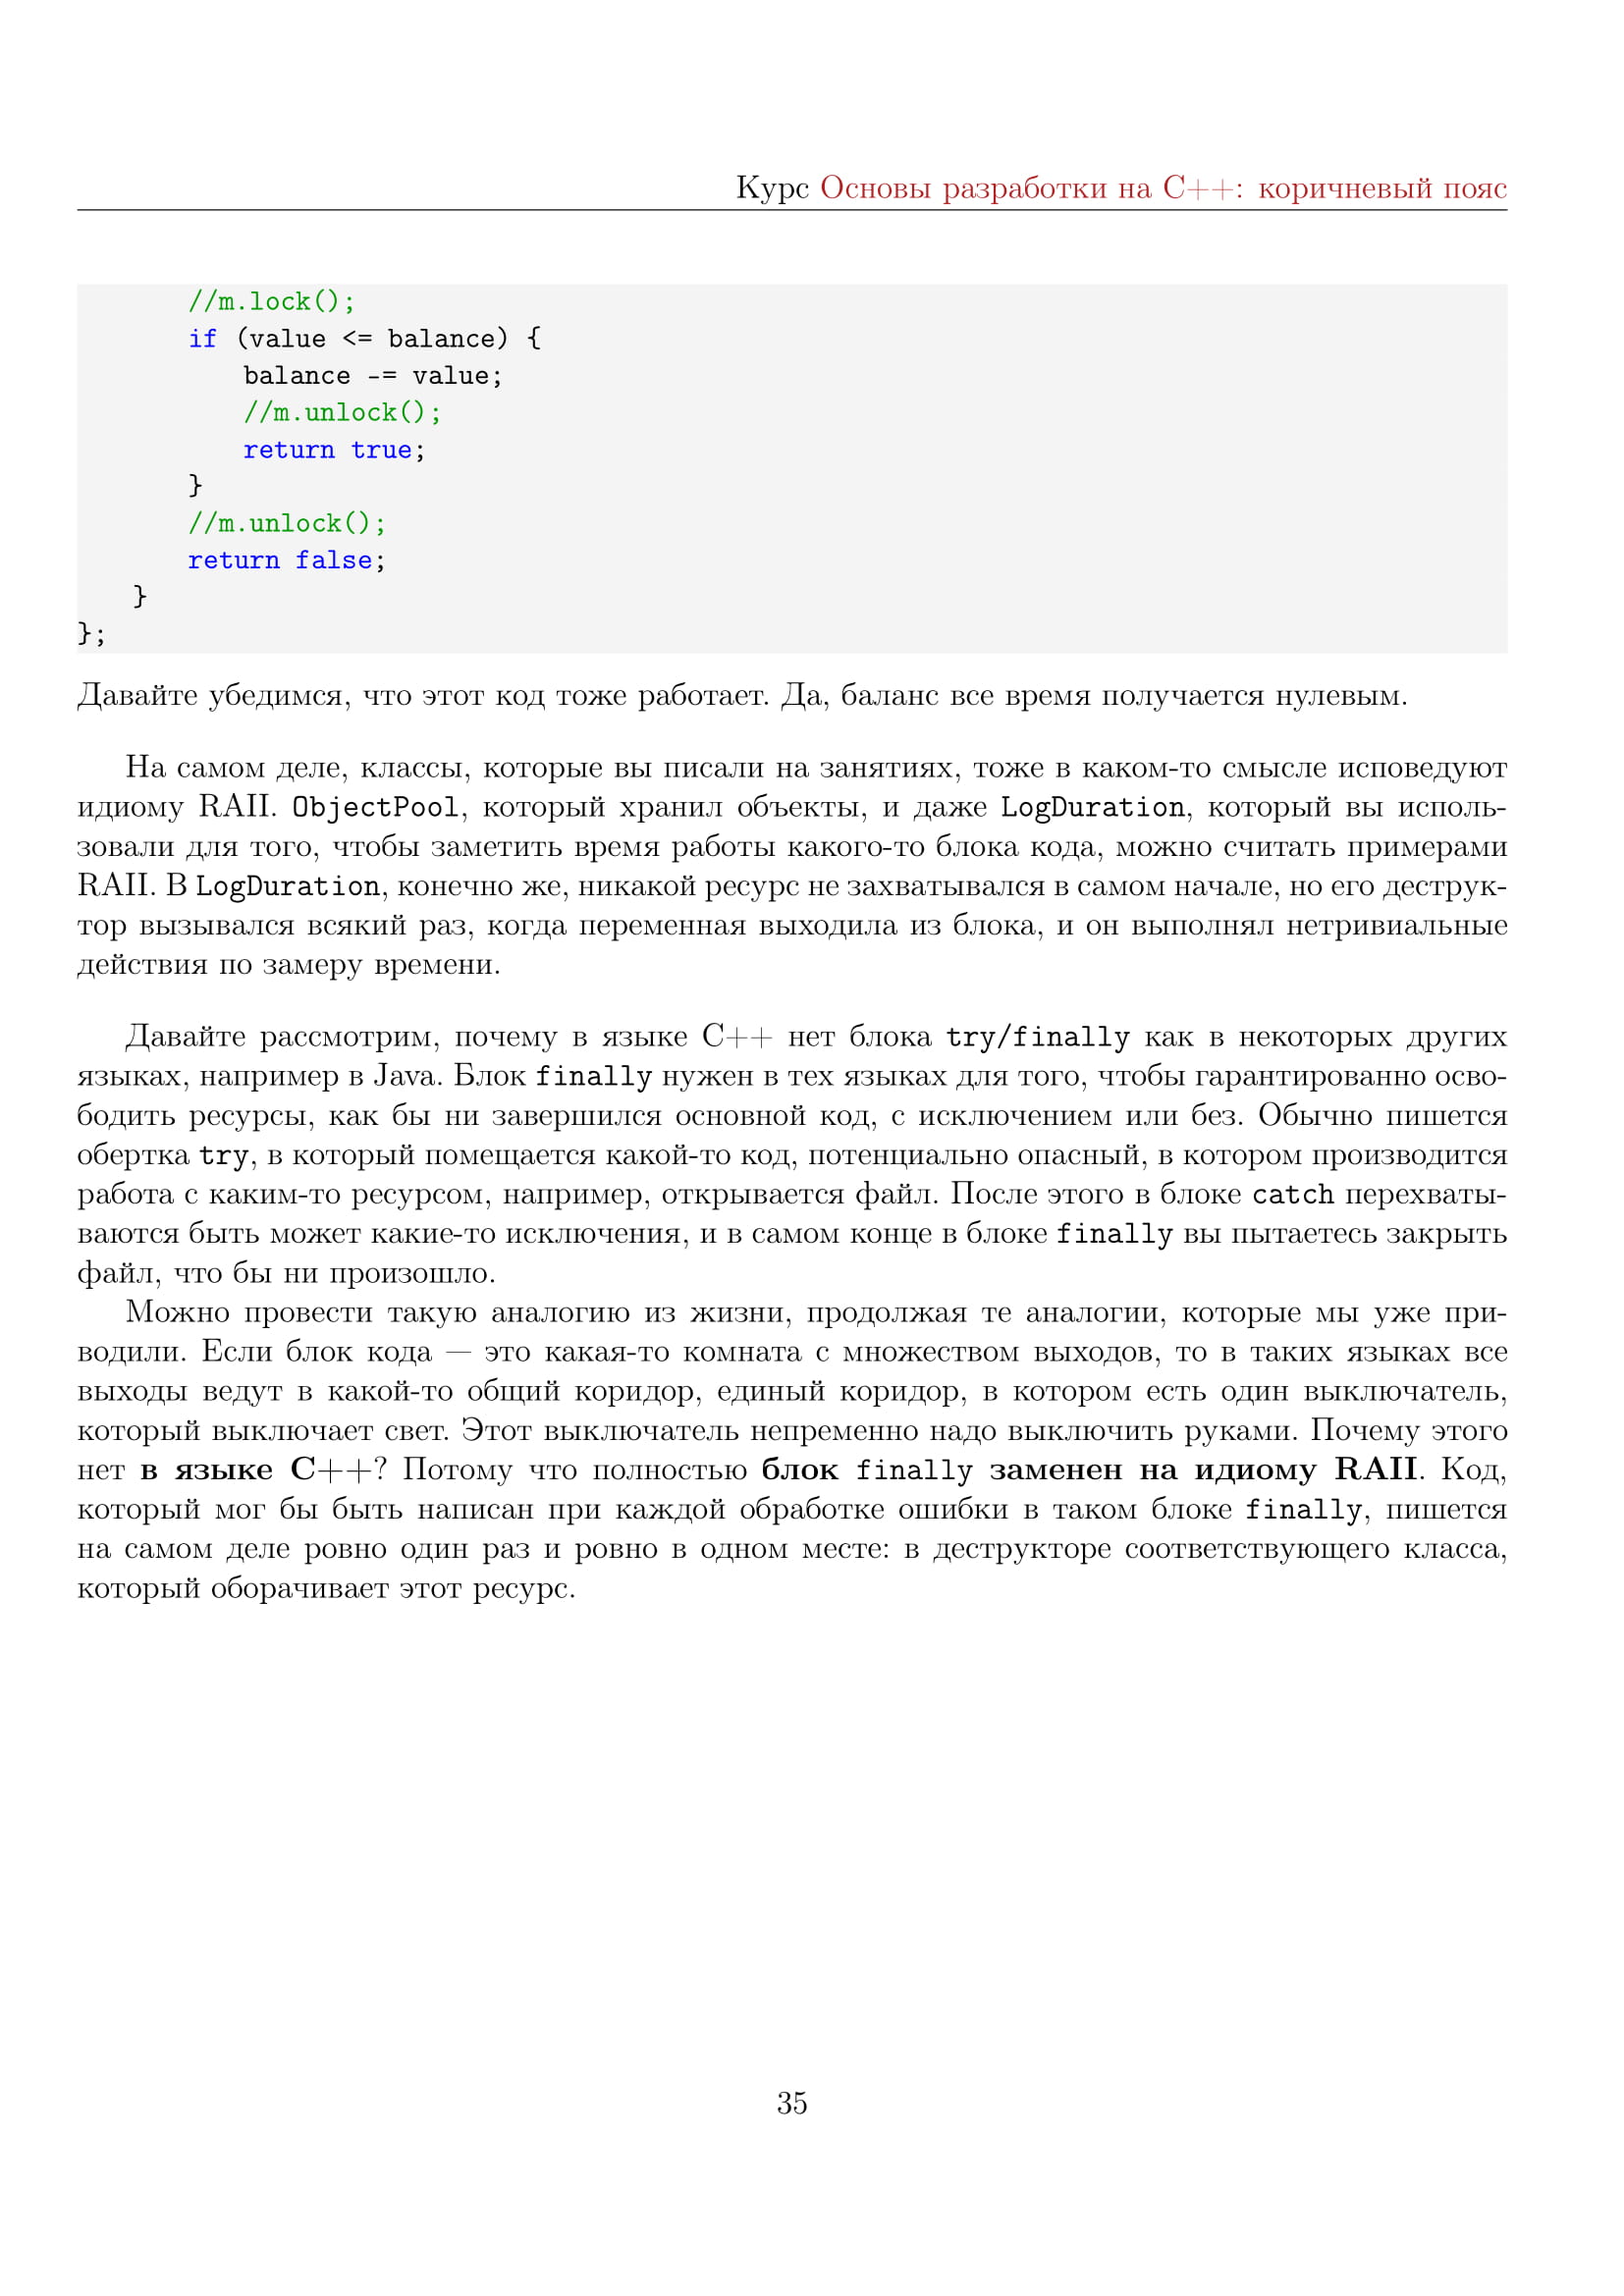 Курс Основы разработки на C++: коричневый пояс
//m.lock();
if (value <= balance) {
balance -= value;
//m.unlock();
return true;
}
//m.unlock();
return false;
}
};
Давайте убедимся, что этот код тоже работает. Да, баланс все время получается нулевым.
На самом деле, классы, которые вы писали на занятиях, тоже в каком-то смысле исповедуют
идиому RAII. ObjectPool, который хранил объекты, и даже LogDuration, который вы исполь-
зовали для того, чтобы заметить время работы какого-то блока кода, можно считать примерами
RAII. В LogDuration, конечно же, никакой ресурс не захватывался в самом начале, но его деструк-
тор вызывался всякий раз, когда переменная выходила из блока, и он выполнял нетривиальные
действия по замеру времени.
Давайте рассмотрим, почему в языке C++ нет блока try/finally как в некоторых других
языках, например в Java. Блок finally нужен в тех языках для того, чтобы гарантированно осво-
бодить ресурсы, как бы ни завершился основной код, с исключением или без. Обычно пишется
обертка try, в который помещается какой-то код, потенциально опасный, в котором производится
работа с каким-то ресурсом, например, открывается файл. После этого в блоке catch перехваты-
ваются быть может какие-то исключения, и в самом конце в блоке finally вы пытаетесь закрыть
файл, что бы ни произошло.
Можно провести такую аналогию из жизни, продолжая те аналогии, которые мы уже при-
водили. Если блок кода — это какая-то комната с множеством выходов, то в таких языках все
выходы ведут в какой-то общий коридор, единый коридор, в котором есть один выключатель,
который выключает свет. Этот выключатель непременно надо выключить руками. Почему этого
нет в языке C++? Потому что полностью блок finally заменен на идиому RAII. Код,
который мог бы быть написан при каждой обработке ошибки в таком блоке finally, пишется
на самом деле ровно один раз и ровно в одном месте: в деструкторе соответствующего класса,
который оборачивает этот ресурс.
35